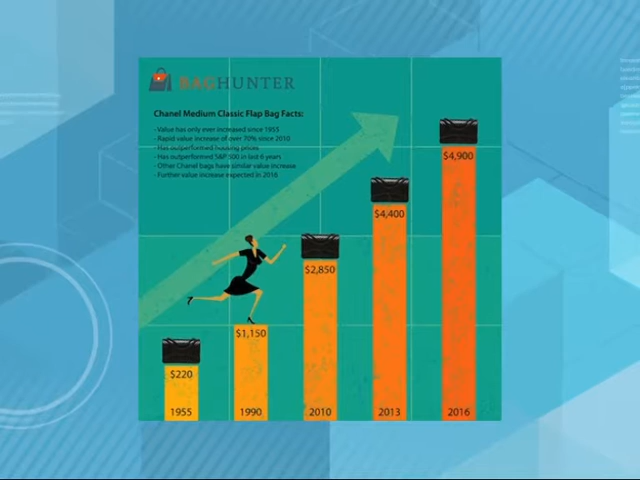 BAGHUNTER
Chanel Medium Classic Flap Bag Facts:
- Value has only ever increased since 1955
- Rapid value increase of over 70% since 2010
- Has outperformed housing prices
- Has outperformed S&P 500 in last 6 years
- Other Chanel bags have similar value increase
- Further value increase expected in 2016
$4,900
$4,400
$2,850
$1,150
$220
1955 1990 2010 2013 2016